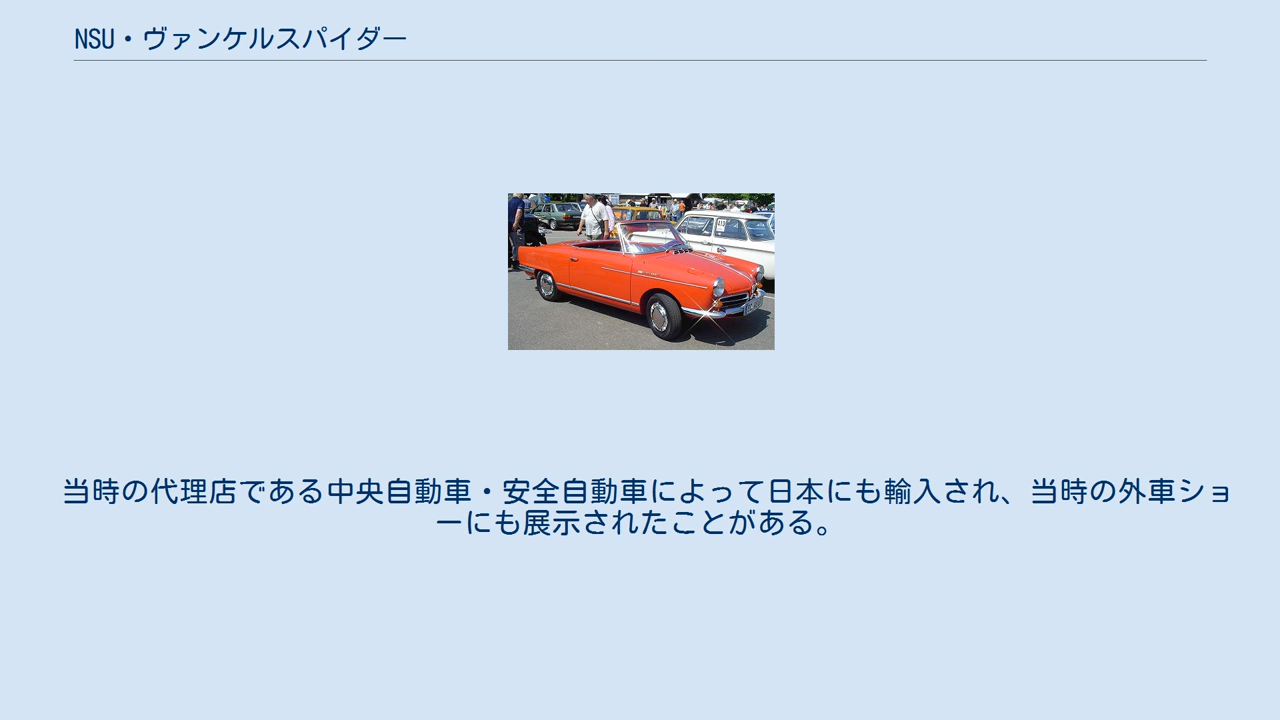 NSU・ヴァンケルスパイダー
当時の代理店である中央自動車・安全自動車によって日本にも輸入され、当時の外車ショ
ーにも展示されたことがある。